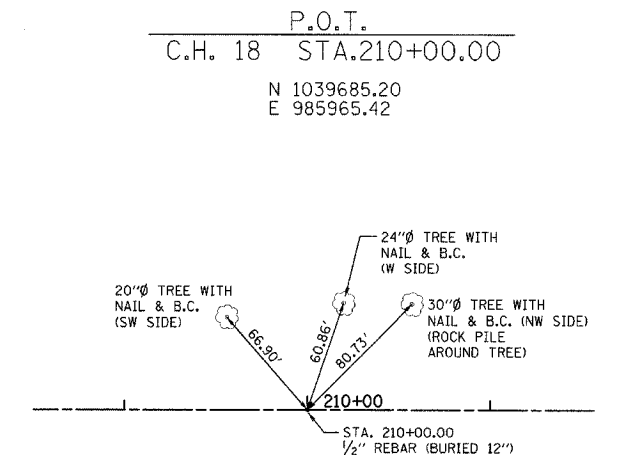 P.O.T.
C.H. 18 STA.210+00.00
N 1039685.20
E 985965.42
24"Ø TREE WITH
NAIL & B.C.
(W SIDE)
20"Ø TREE WITH
NAIL & B.C.
(SW SIDE)
30"Ø TREE WITH
NAIL & B.C. (NW SIDE)
(ROCK PILE
AROUND TREE)
66.90'
60.86'
80.73'
210+00
STA. 210+00.00
1/2" REBAR (BURIED 12")